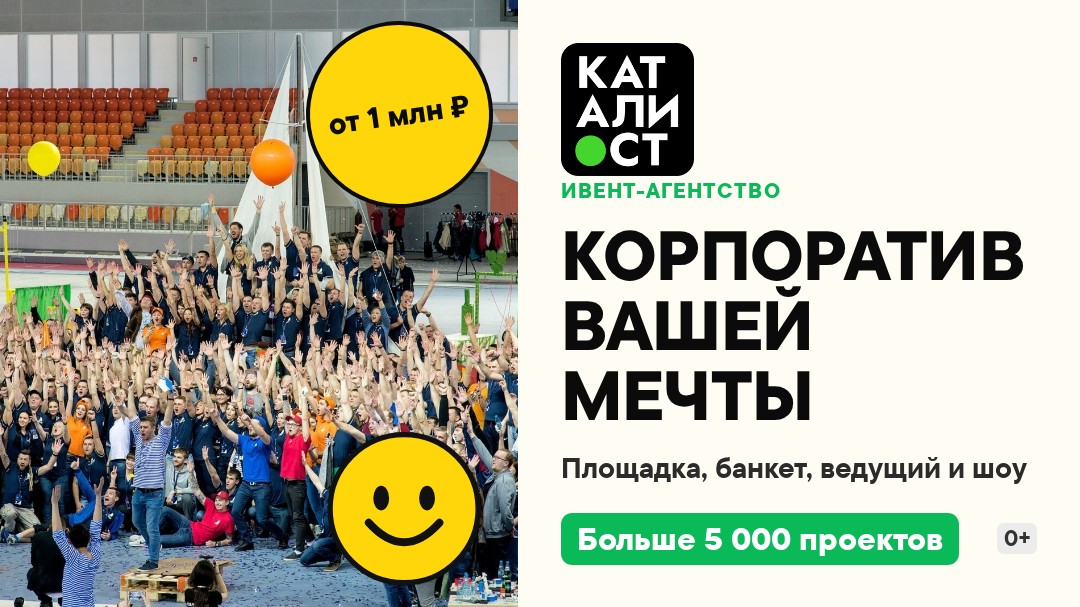 от 1 млн ₽
КАТ
АЛИ
ОСТ
ИВЕНТ-АГЕНТСТВО
КОРПОРАТИВ
ВАШЕЙ
МЕЧТЫ
Площадка, банкет, ведущий и шоу
Больше 5 000 проектов
0+